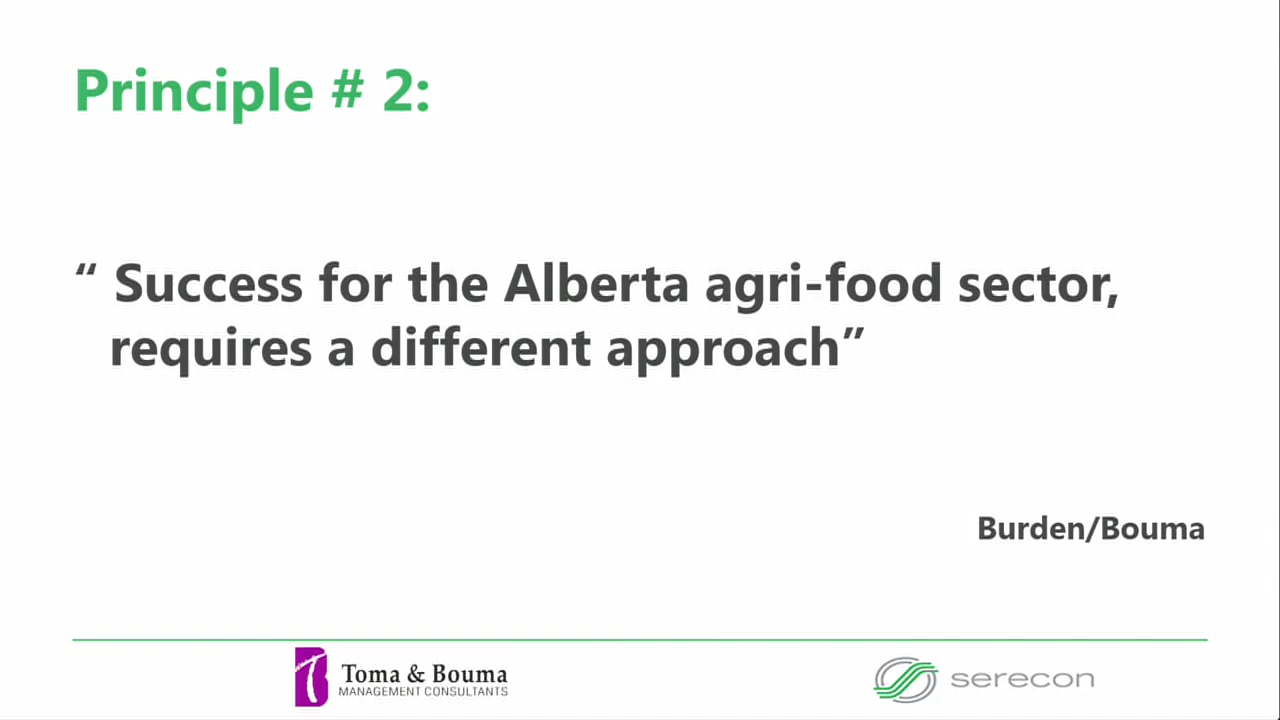 Principle # 2:
“ Success for the Alberta agri-food sector,
requires a different approach”
Burden/Bouma
Toma & Bouma
MANAGEMENT CONSULTANTS
serecon